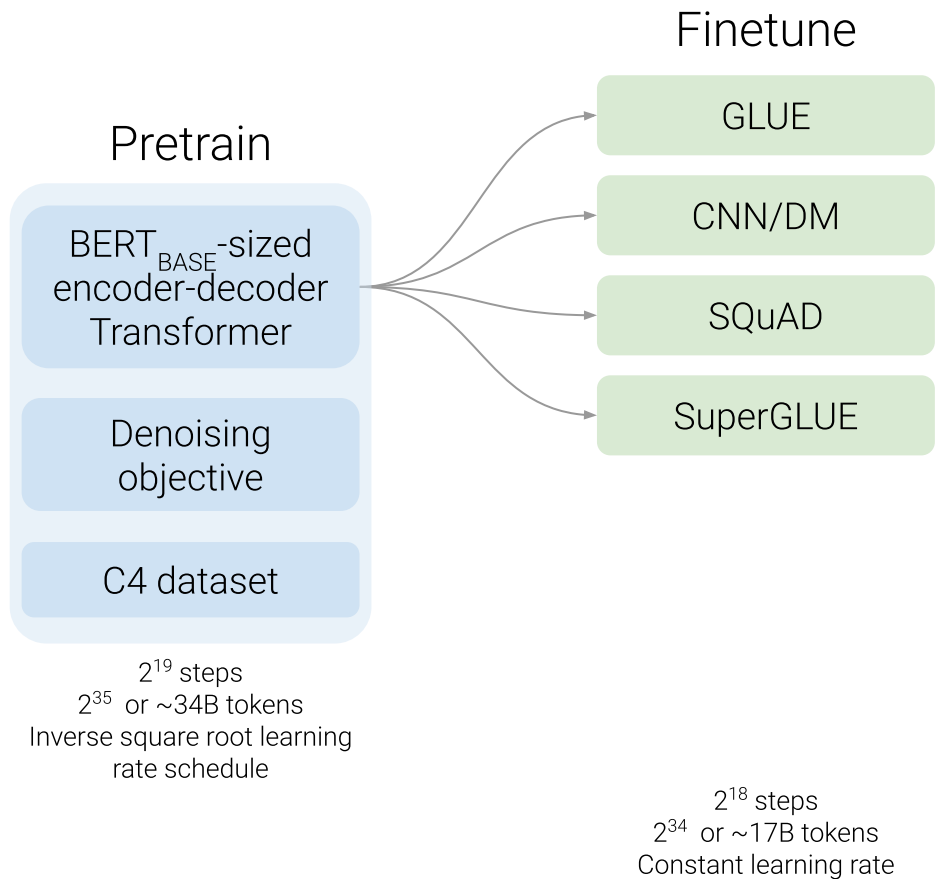 Pretrain
BERT_BASE-sized
encoder-decoder
Transformer
Denoising
objective
C4 dataset
2^19 steps
2^35 or ~34B tokens
Inverse square root learning
rate schedule
Finetune
GLUE
CNN/DM
SQuAD
SuperGLUE
2^18 steps
2^34 or ~17B tokens
Constant learning rate